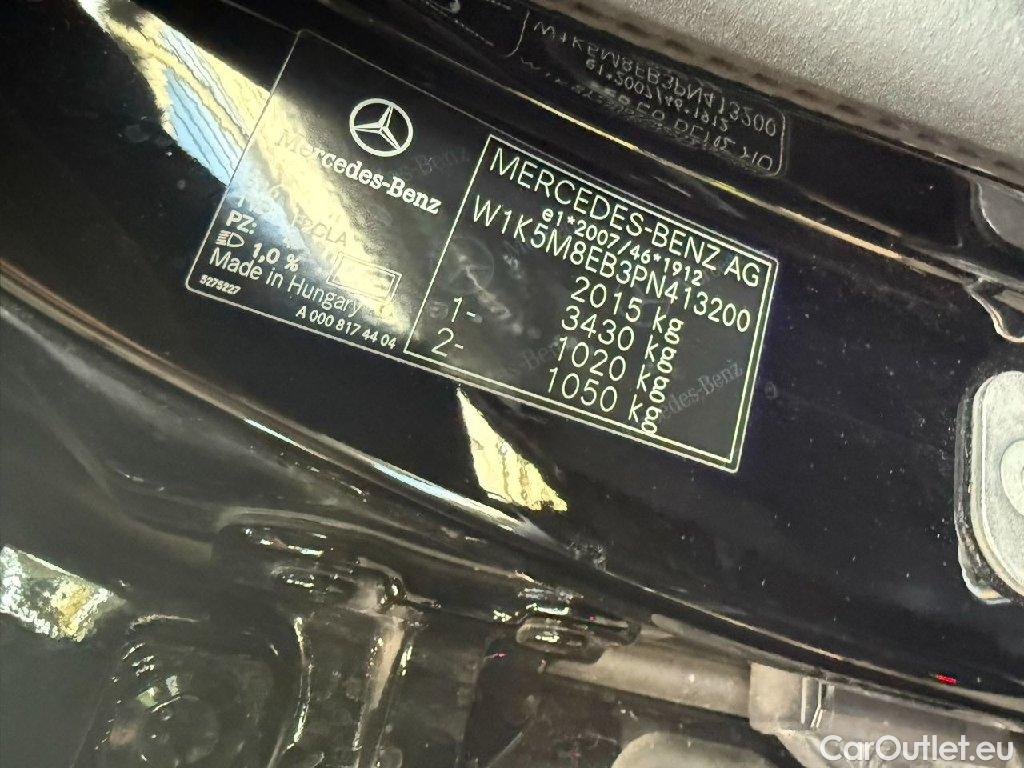 Mercedes-Benz
F2CLA
PZ:
1,0 %
Made in Hungary
5275227
A 000 817 44 04
MERCEDES-BENZ AG
e1*2007/46*1912
W1K5M8EB3PN413200
2015 kg
3430 kg
1- 1020 kg
2- 1050 kg
CarOutlet.eu